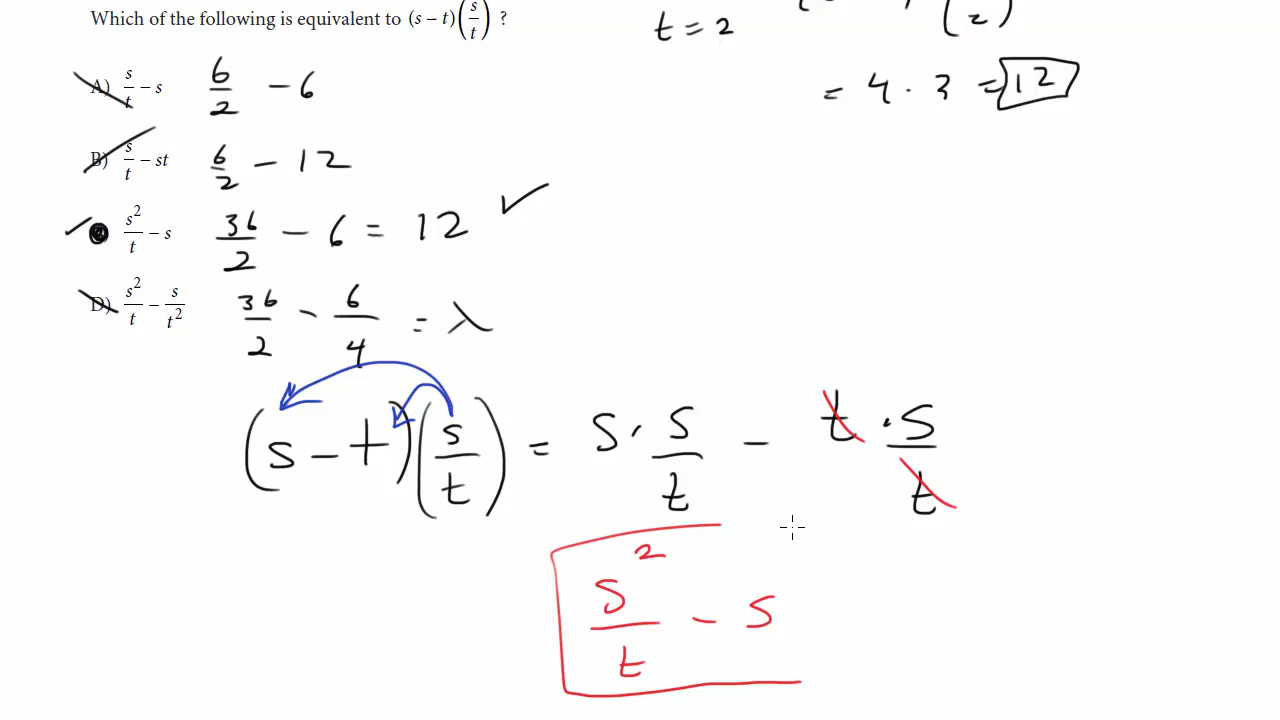 Which of the following is equivalent to (s − t)(s/t) ?
t = 2
(2)
= 4 · 3 = 12
A) s/t − s 6/2 − 6
B) s/t − st 6/2 − 12
s²/t − s 36/2 − 6 = 12 ✓
D) s²/t − s/t² 36/2 − 6/4 =
(s − t)(s/t) = s · s/t − t · s/t
s²/t − s